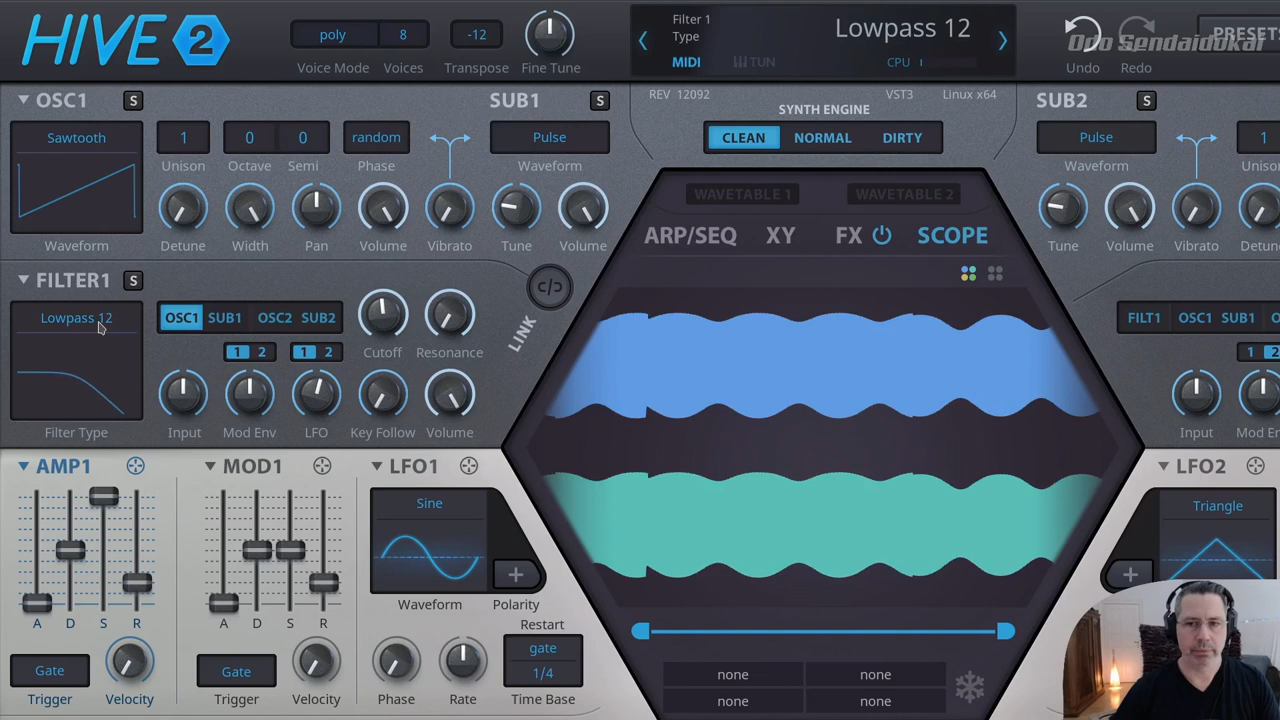 HIVE 2
poly 8 -12
Voice Mode Voices Transpose Fine Tune
Filter 1
Type
Lowpass 12
MIDI TUN CPU
Undo Redo
PRESETS
Odo Sendaidokai
REV 12092 VST3 Linux x64
SYNTH ENGINE
CLEAN NORMAL DIRTY
OSC1 S
Sawtooth 1 0 0 random
Unison Octave Semi Phase
Waveform Detune Width Pan Volume Vibrato
SUB1 S
Pulse
Waveform
Tune Volume
SUB2 S
Pulse 1
Waveform Unison
Tune Volume Vibrato Detune
WAVETABLE 1 WAVETABLE 2
ARP/SEQ XY FX SCOPE
FILTER1 S
Lowpass 12
OSC1 SUB1 OSC2 SUB2
Cutoff Resonance
1 2 1 2
Filter Type Input Mod Env LFO Key Follow Volume
LINK
FILT1 OSC1 SUB1
1 2
Input Mod En
AMP1
A D S R
Gate
Trigger Velocity
MOD1
A D S R
Gate
Trigger Velocity
LFO1
Sine
Waveform Polarity
Restart
gate
1/4
Phase Rate Time Base
LFO2
Triangle
none none
none none